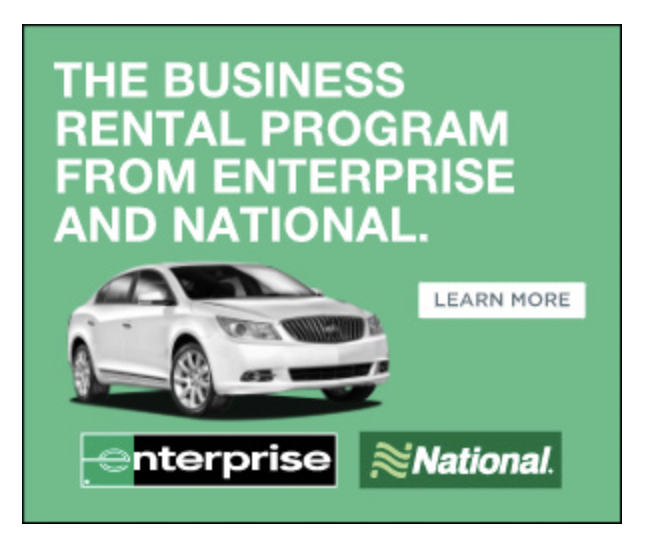 THE BUSINESS
RENTAL PROGRAM
FROM ENTERPRISE
AND NATIONAL.
LEARN MORE
enterprise
National.